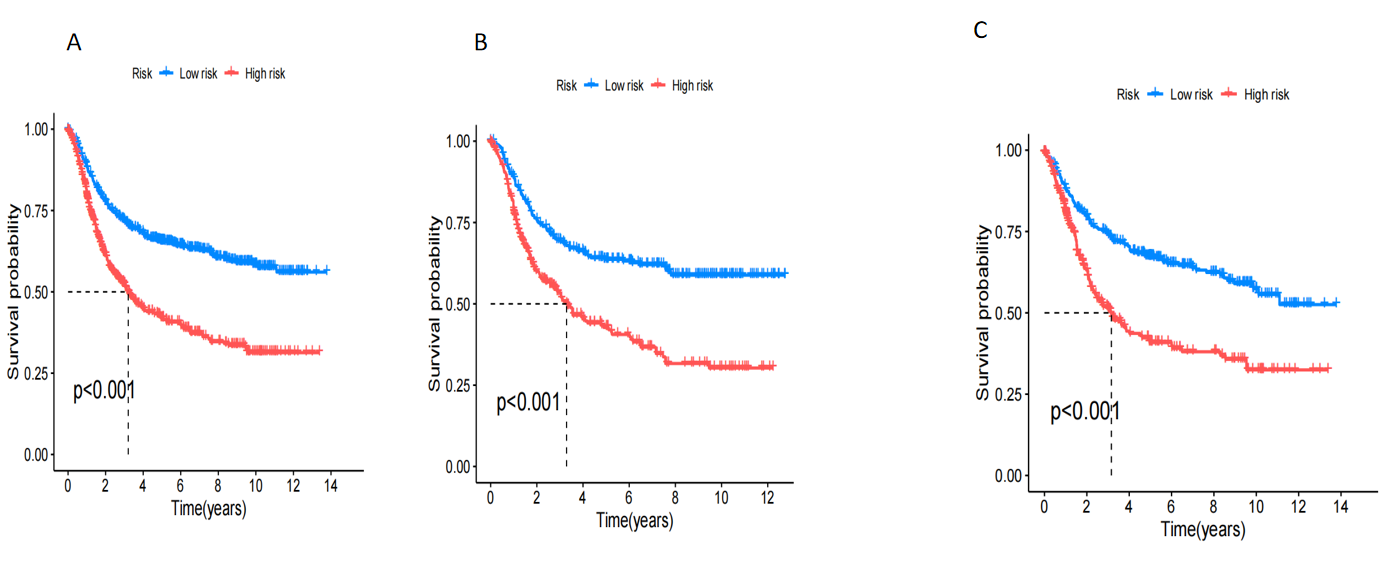 A
Risk Low risk High risk
Survival probability
1.00
0.75
0.50
0.25
0.00
p<0.001
0 2 4 6 8 10 12 14
Time(years)
B
Risk Low risk High risk
Survival probability
1.00
0.75
0.50
0.25
0.00
p<0.001
0 2 4 6 8 10 12
Time(years)
C
Risk Low risk High risk
Survival probability
1.00
0.75
0.50
0.25
0.00
p<0.001
0 2 4 6 8 10 12 14
Time(years)